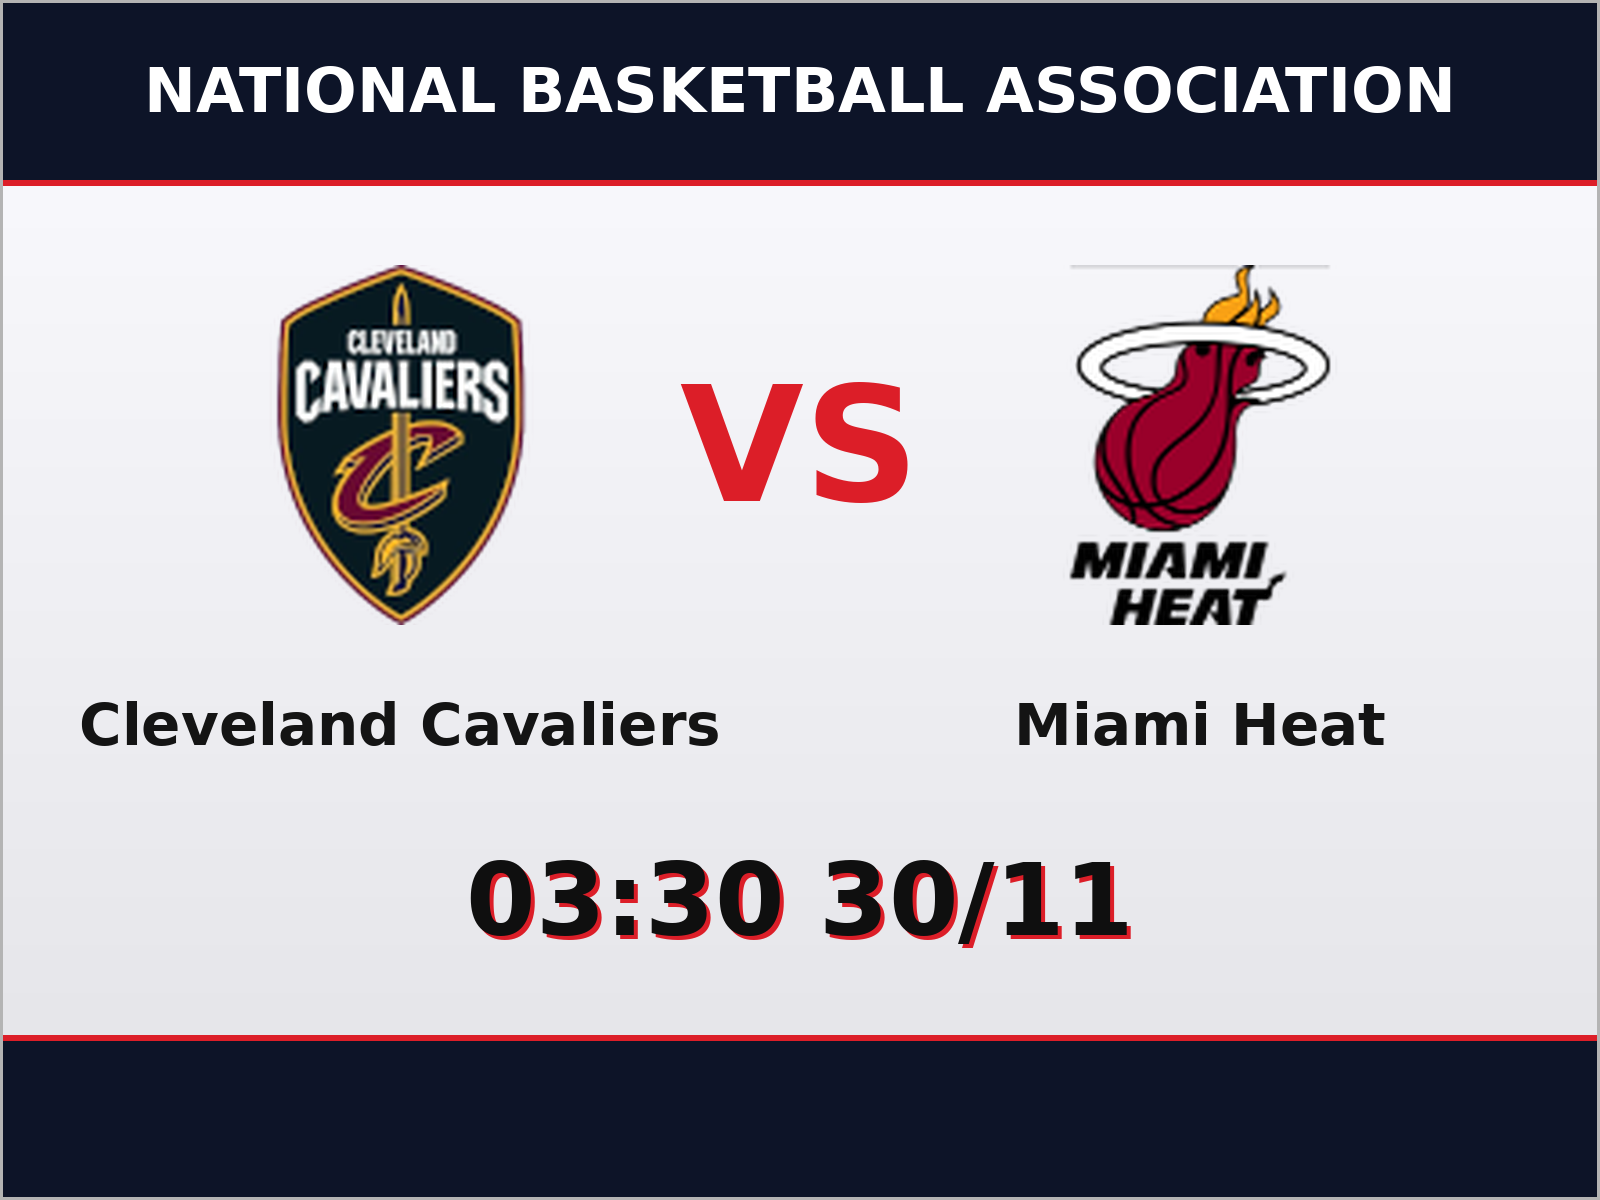 NATIONAL BASKETBALL ASSOCIATION
CLEVELAND
CAVALIERS
C
VS
MIAMI
HEAT
Cleveland Cavaliers
Miami Heat
03:30 30/11